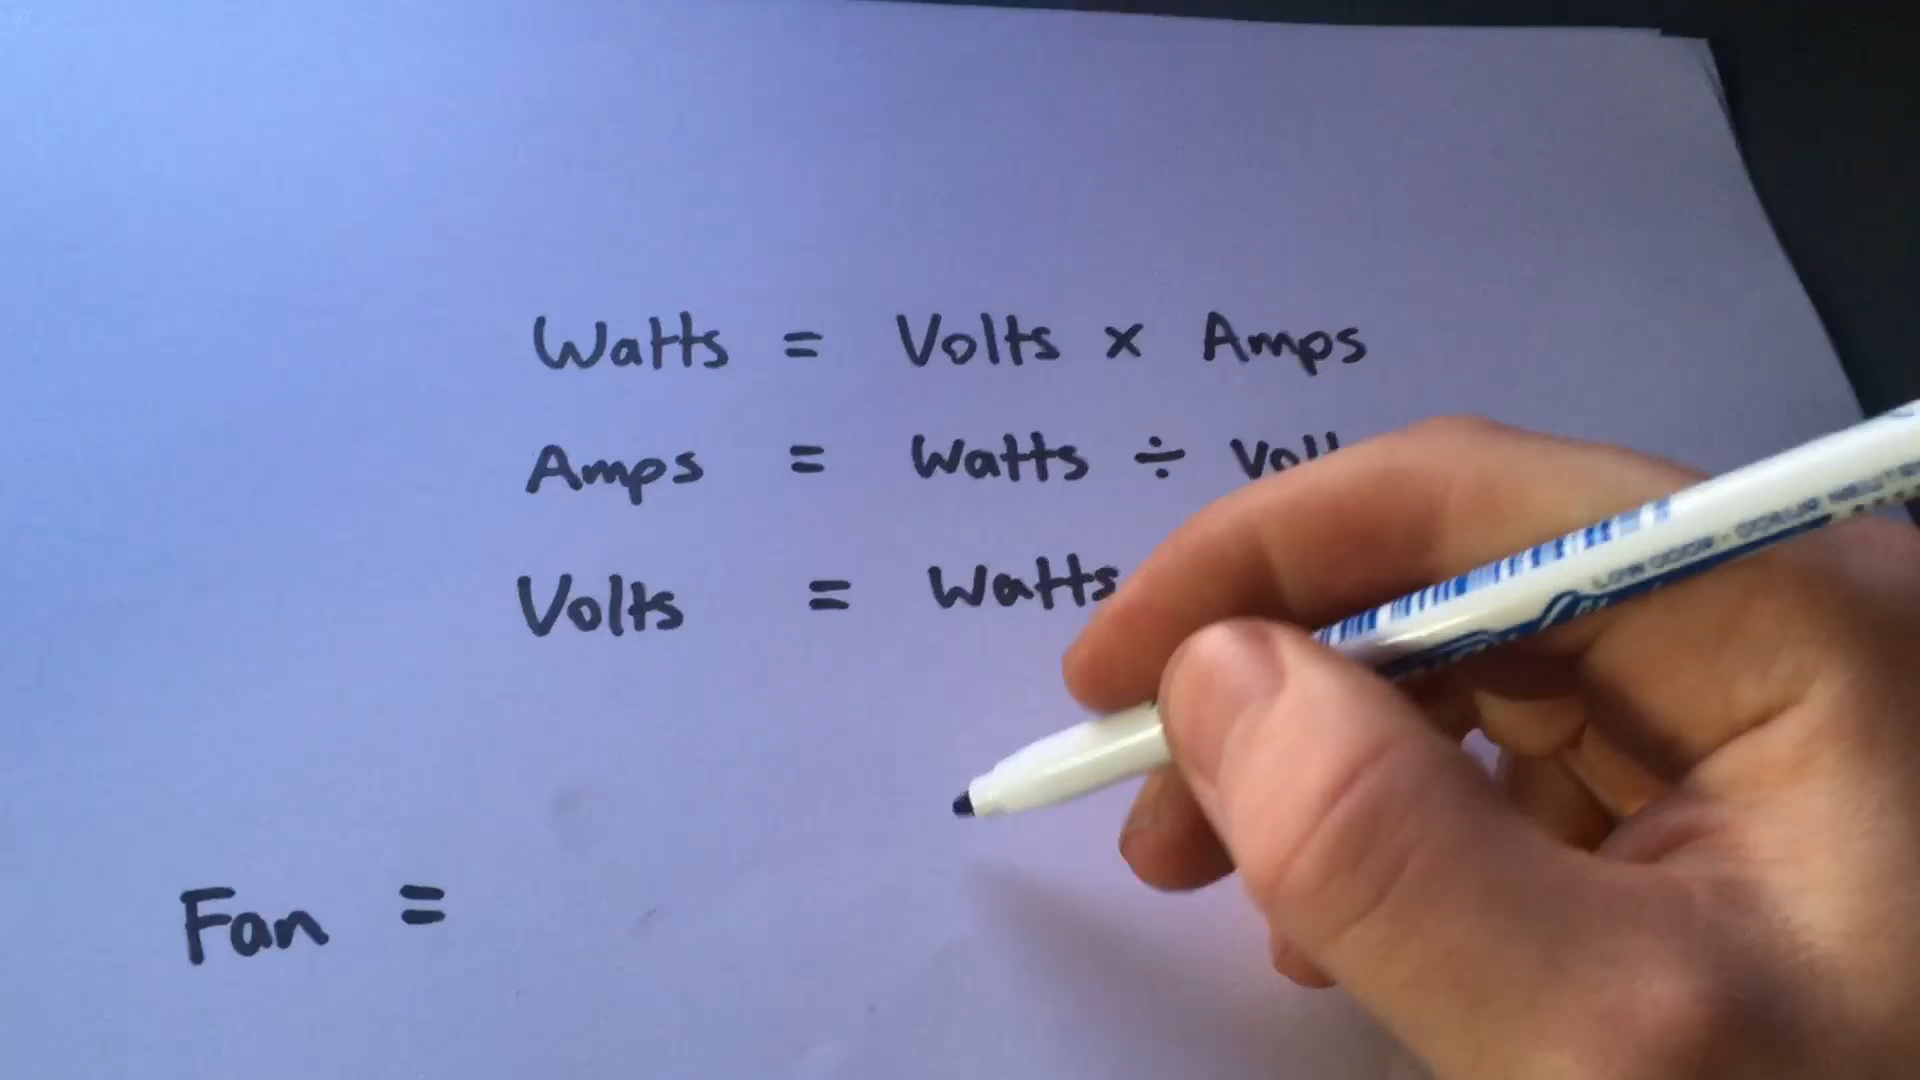 Watts = Volts x Amps
Amps = Watts ÷
Volts = Watts
Fan =